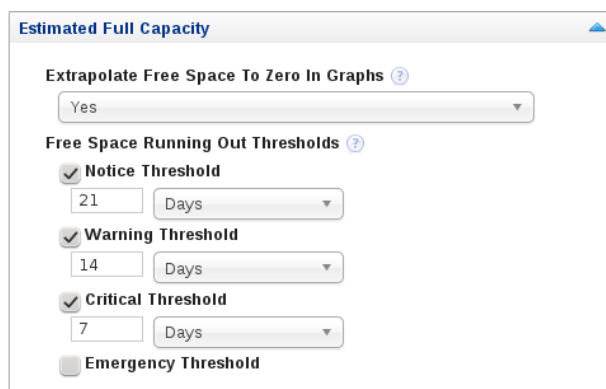 Estimated Full Capacity
Extrapolate Free Space To Zero In Graphs ?
Yes
Free Space Running Out Thresholds ?
Notice Threshold
21 Days
Warning Threshold
14 Days
Critical Threshold
7 Days
Emergency Threshold